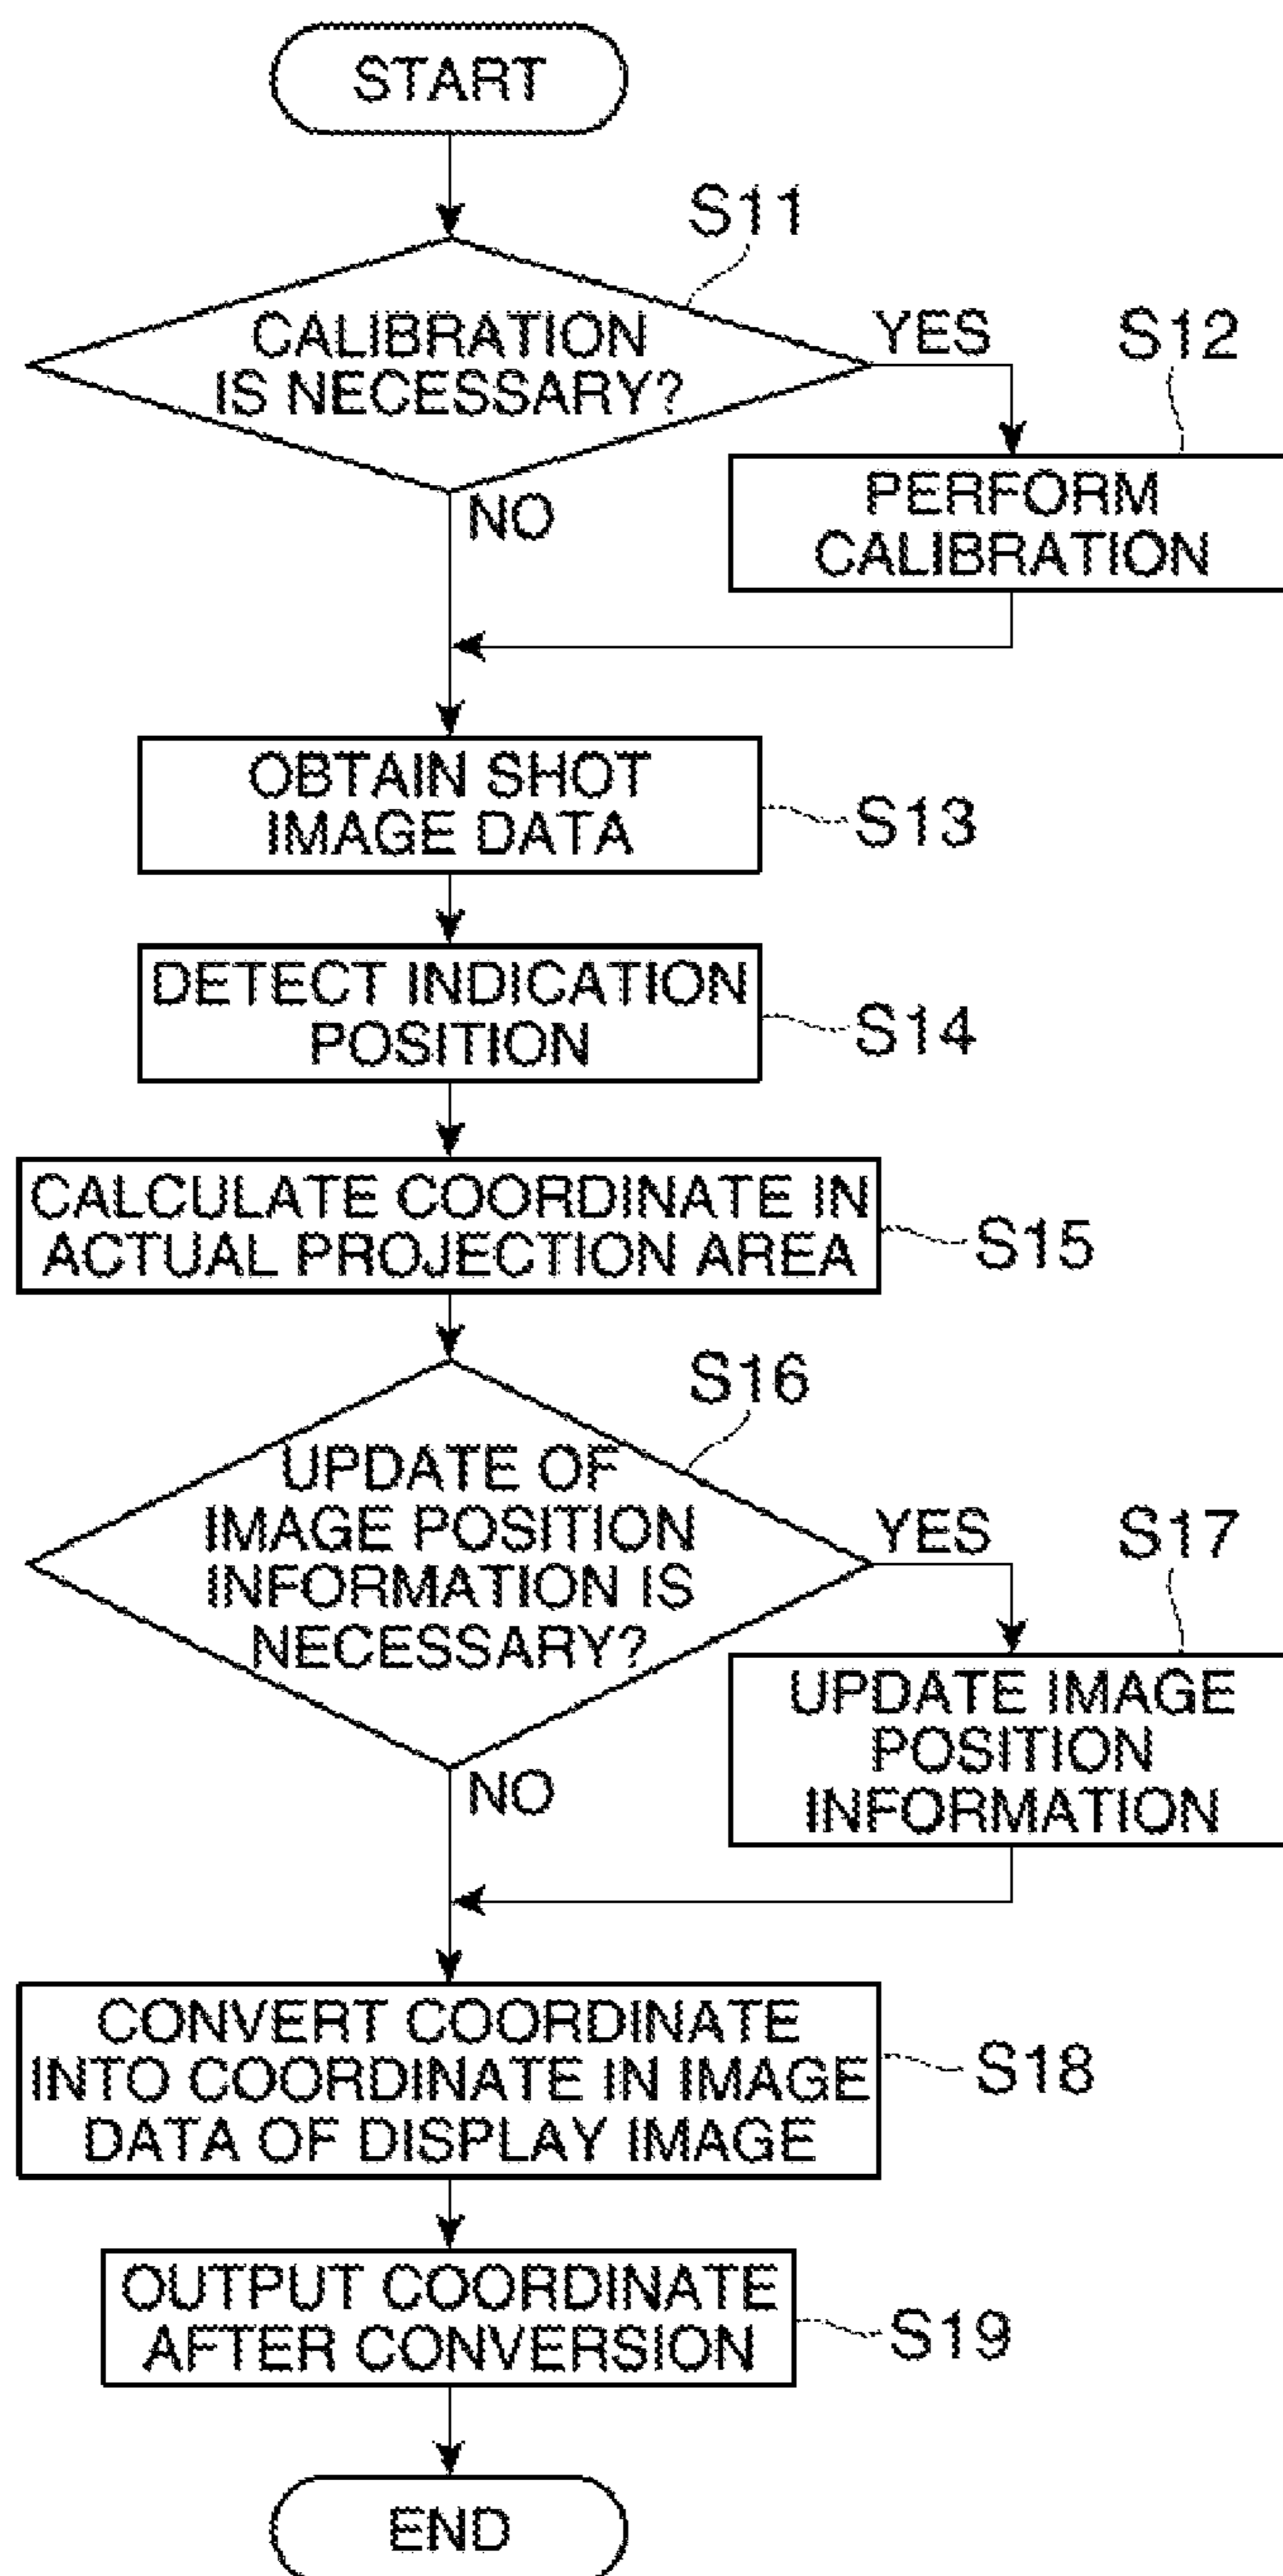 START
S11
CALIBRATION
IS NECESSARY?
YES
S12
NO
PERFORM
CALIBRATION
OBTAIN SHOT
IMAGE DATA
S13
DETECT INDICATION
POSITION
S14
CALCULATE COORDINATE IN
ACTUAL PROJECTION AREA
S15
S16
UPDATE OF
IMAGE POSITION
INFORMATION IS
NECESSARY?
YES
S17
NO
UPDATE IMAGE
POSITION
INFORMATION
CONVERT COORDINATE
INTO COORDINATE IN IMAGE
DATA OF DISPLAY IMAGE
S18
OUTPUT COORDINATE
AFTER CONVERSION
S19
END